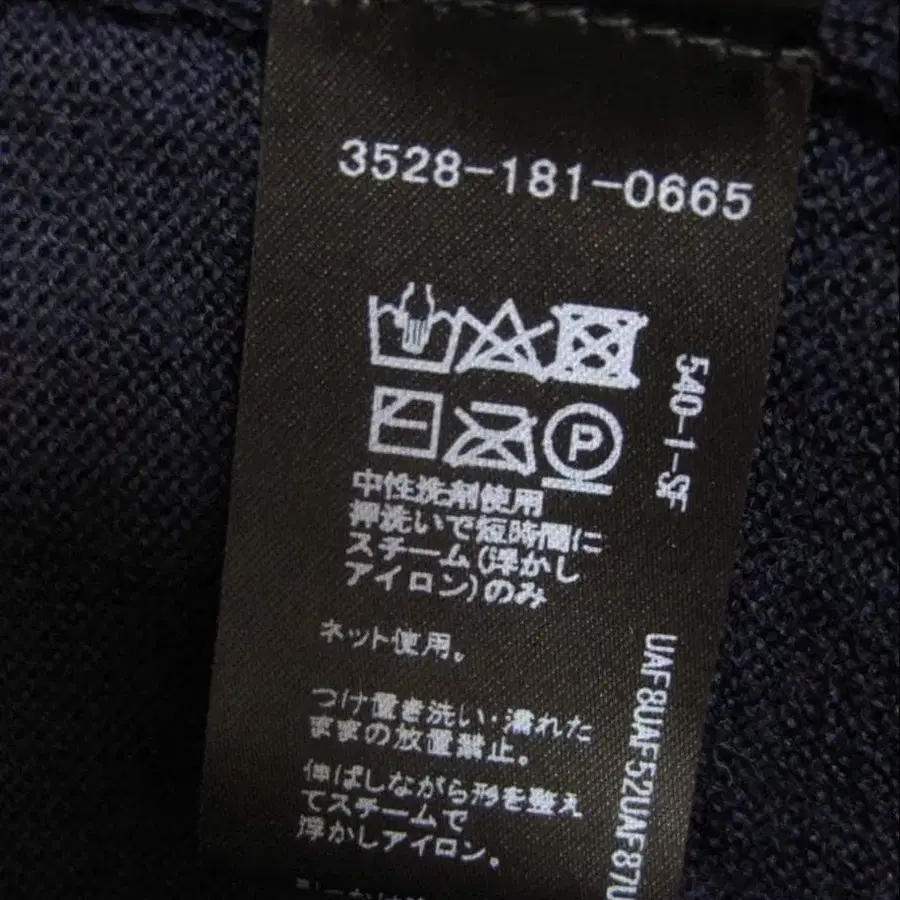 3528-181-0665
P
540-1-SF
中性洗剤使用
押洗いで短時間に
スチーム(浮かし
アイロン)のみ
ネット使用。
つけ置き洗い・濡れた
ままの放置禁止。
伸ばしながら形を整え
てスチームで
浮かしアイロン。
UAF8UAF52UAF87U